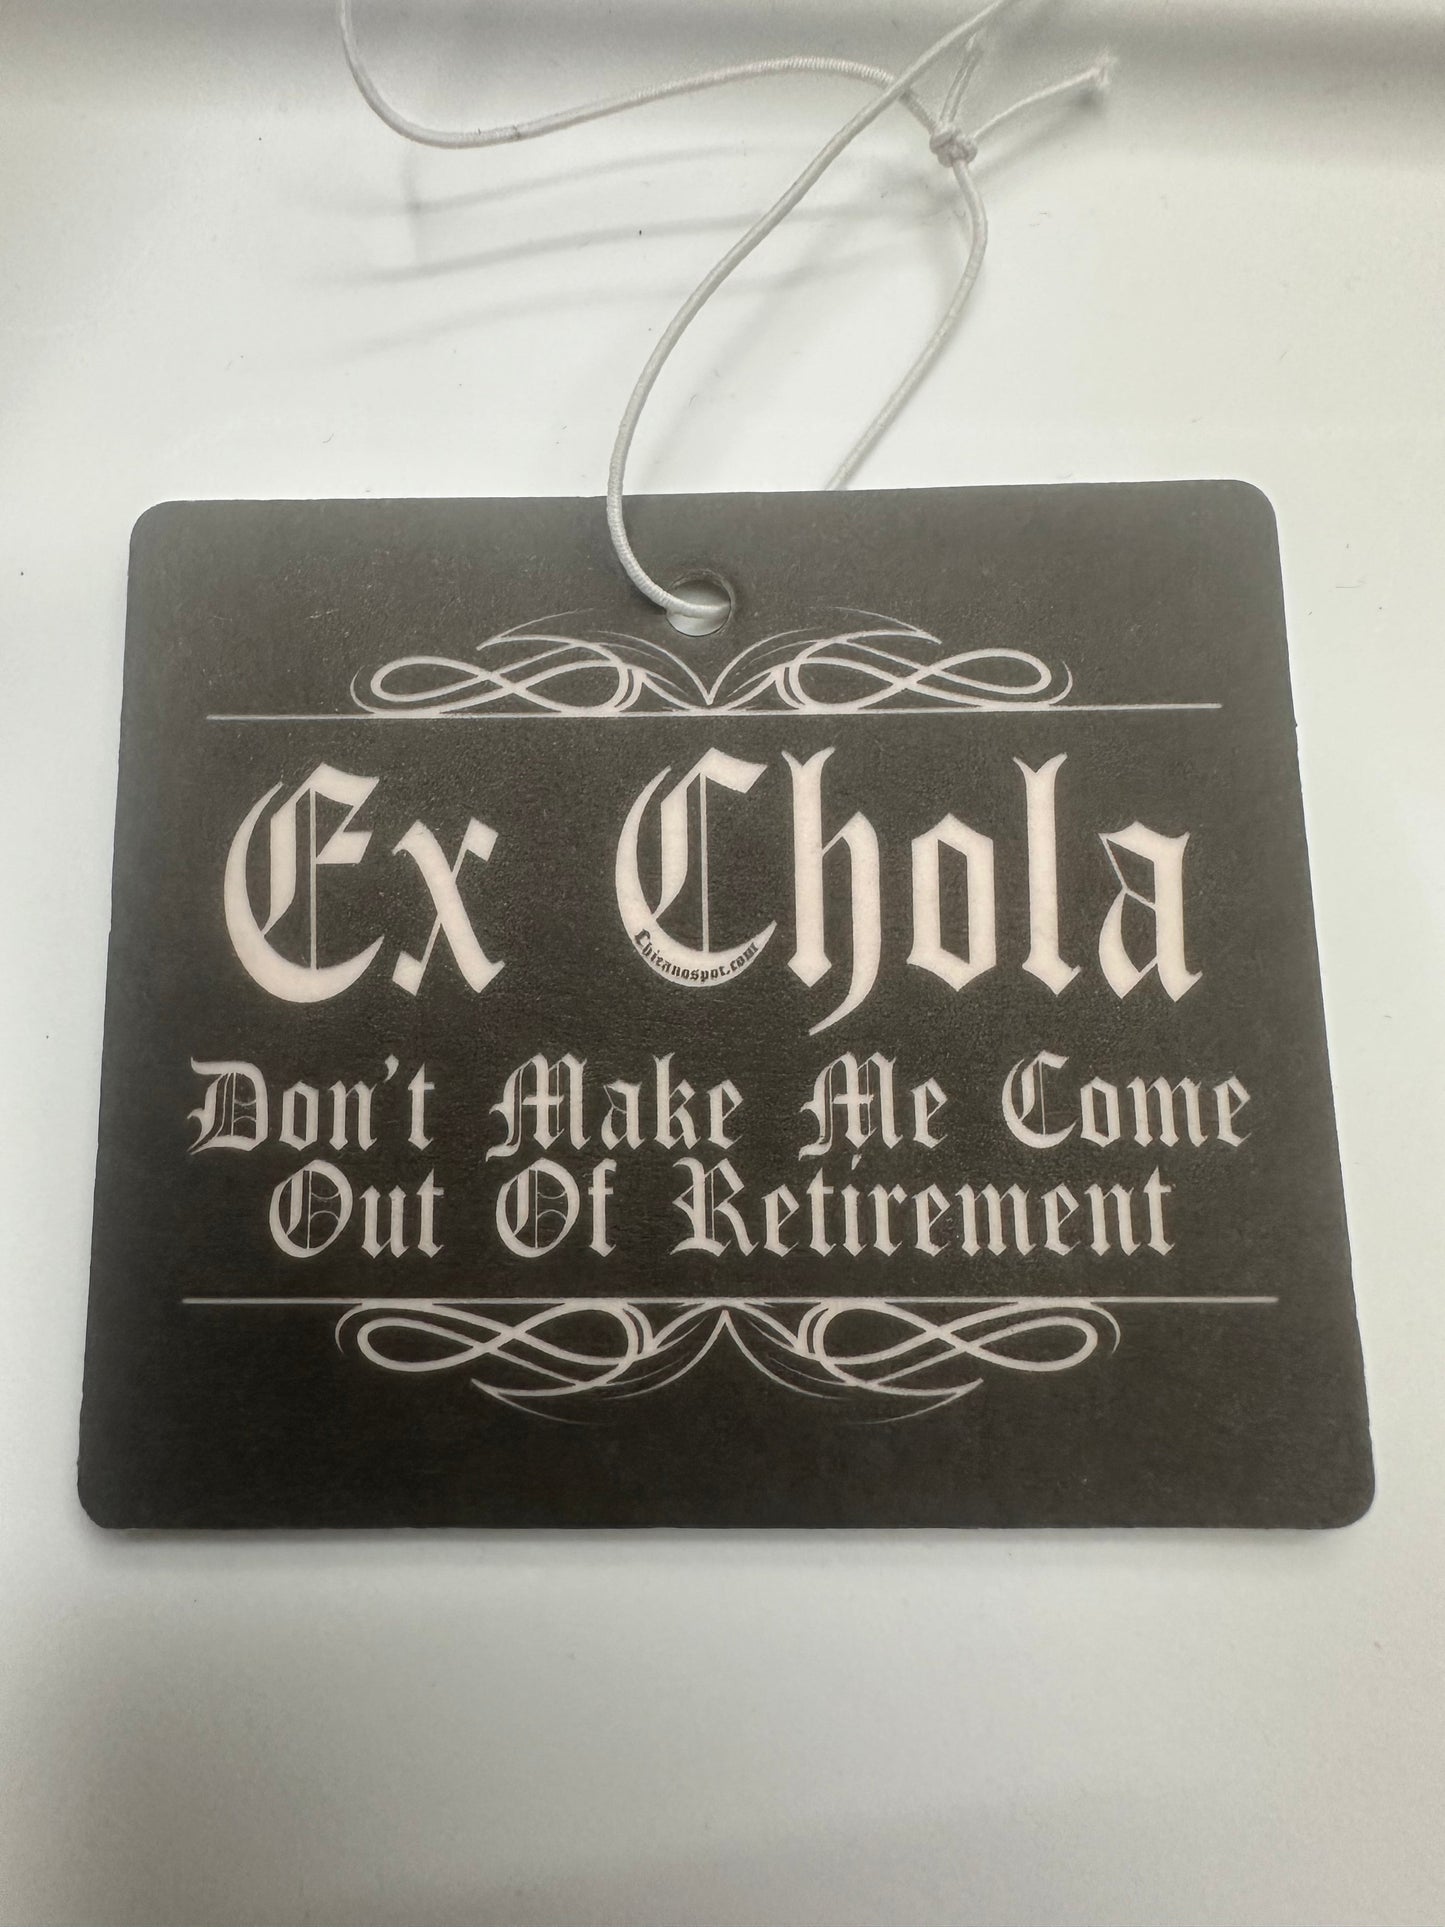 Ex Chola
Chicanospot.com
Don't Make Me Come
Out Of Retirement